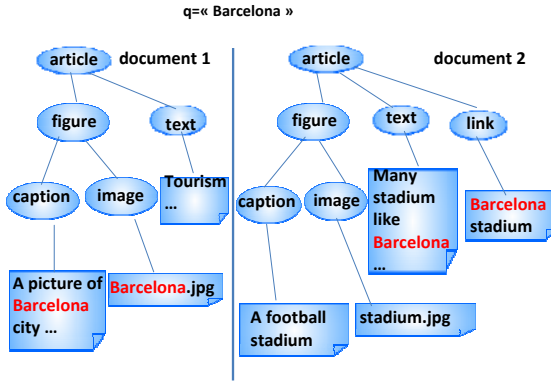 q=« Barcelona »
article
document 1
figure
text
caption
image
Tourism
...
A picture of
Barcelona
city ...
Barcelona.jpg
article
document 2
figure
text
link
caption
image
Many
stadium
like
Barcelona
...
Barcelona
stadium
A football
stadium
stadium.jpg